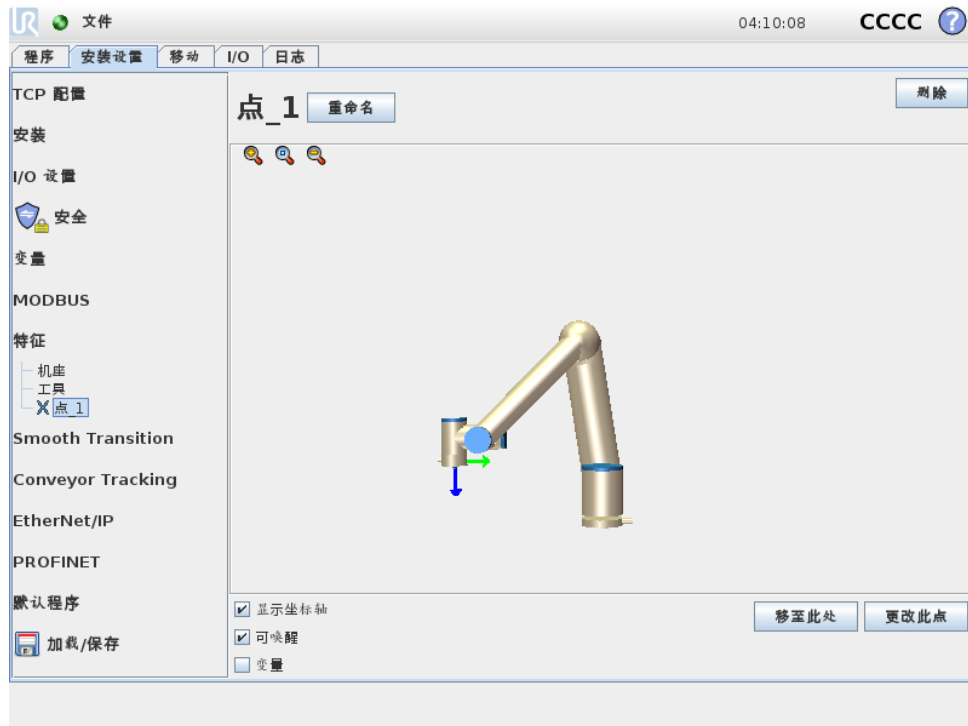 UR 文件 04:10:08 CCCC ?
程序 安装设置 移动 I/O 日志
TCP 配置
安装
I/O 设置
安全
变量
MODBUS
特征
机座
工具
点_1
Smooth Transition
Conveyor Tracking
EtherNet/IP
PROFINET
默认程序
加载/保存
点_1 重命名 删除
显示坐标轴
可唤醒
变量
移至此处 更改此点